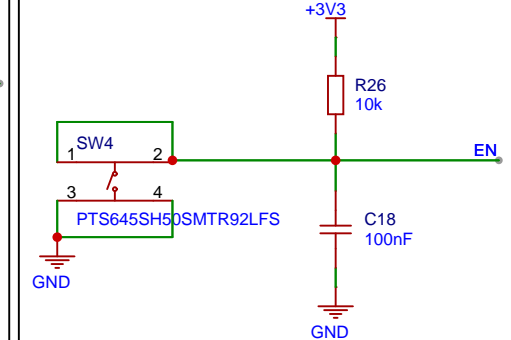 +3V3
R26
10k
SW4
1 2
EN
3 4
PTS645SH50SMTR92LFS
C18
100nF
GND
GND